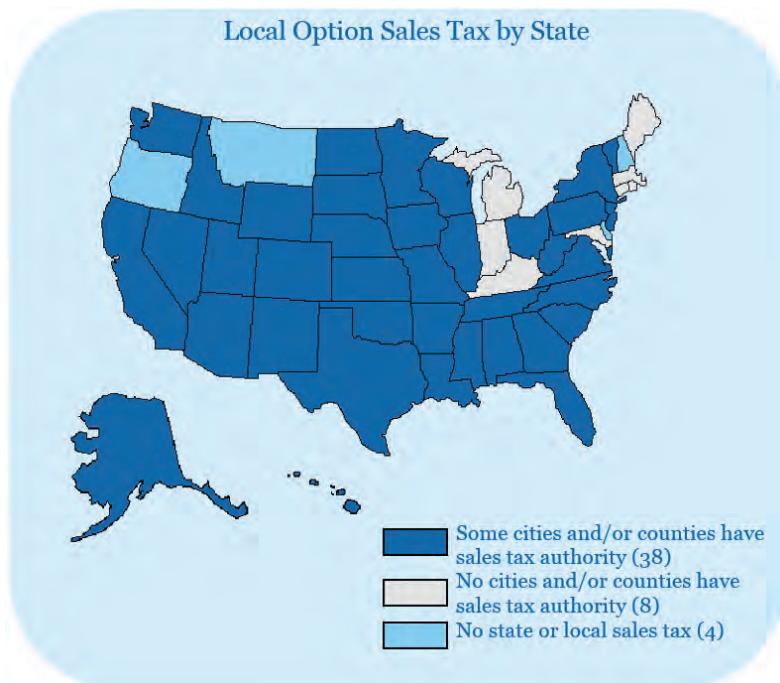 Local Option Sales Tax by State
Some cities and/or counties have
sales tax authority (38)
No cities and/or counties have
sales tax authority (8)
No state or local sales tax (4)